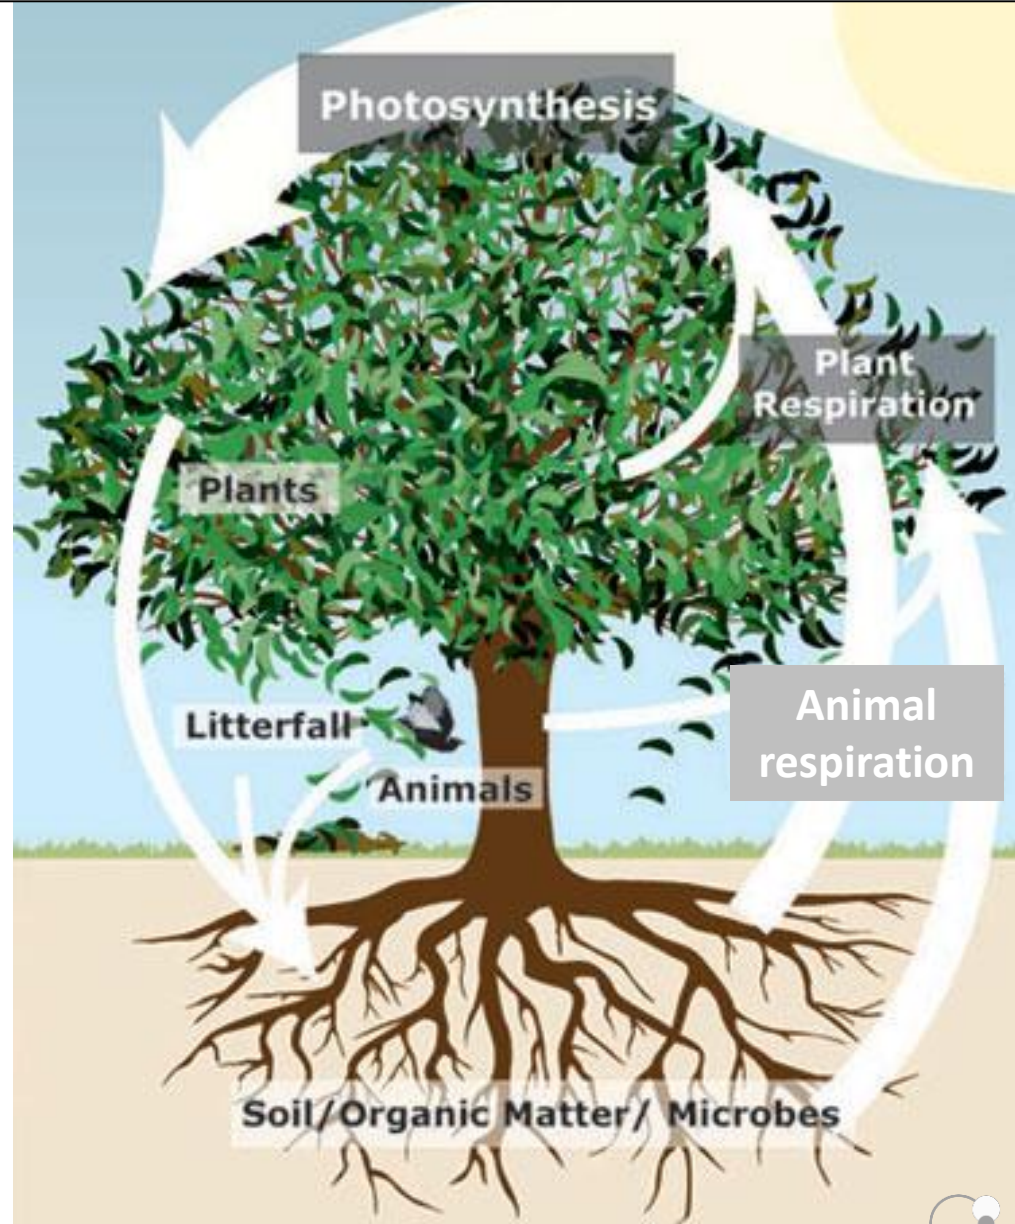 Photosynthesis
Plant
Respiration
Plants
Litterfall
Animal
respiration
Animals
Soil/Organic Matter/ Microbes